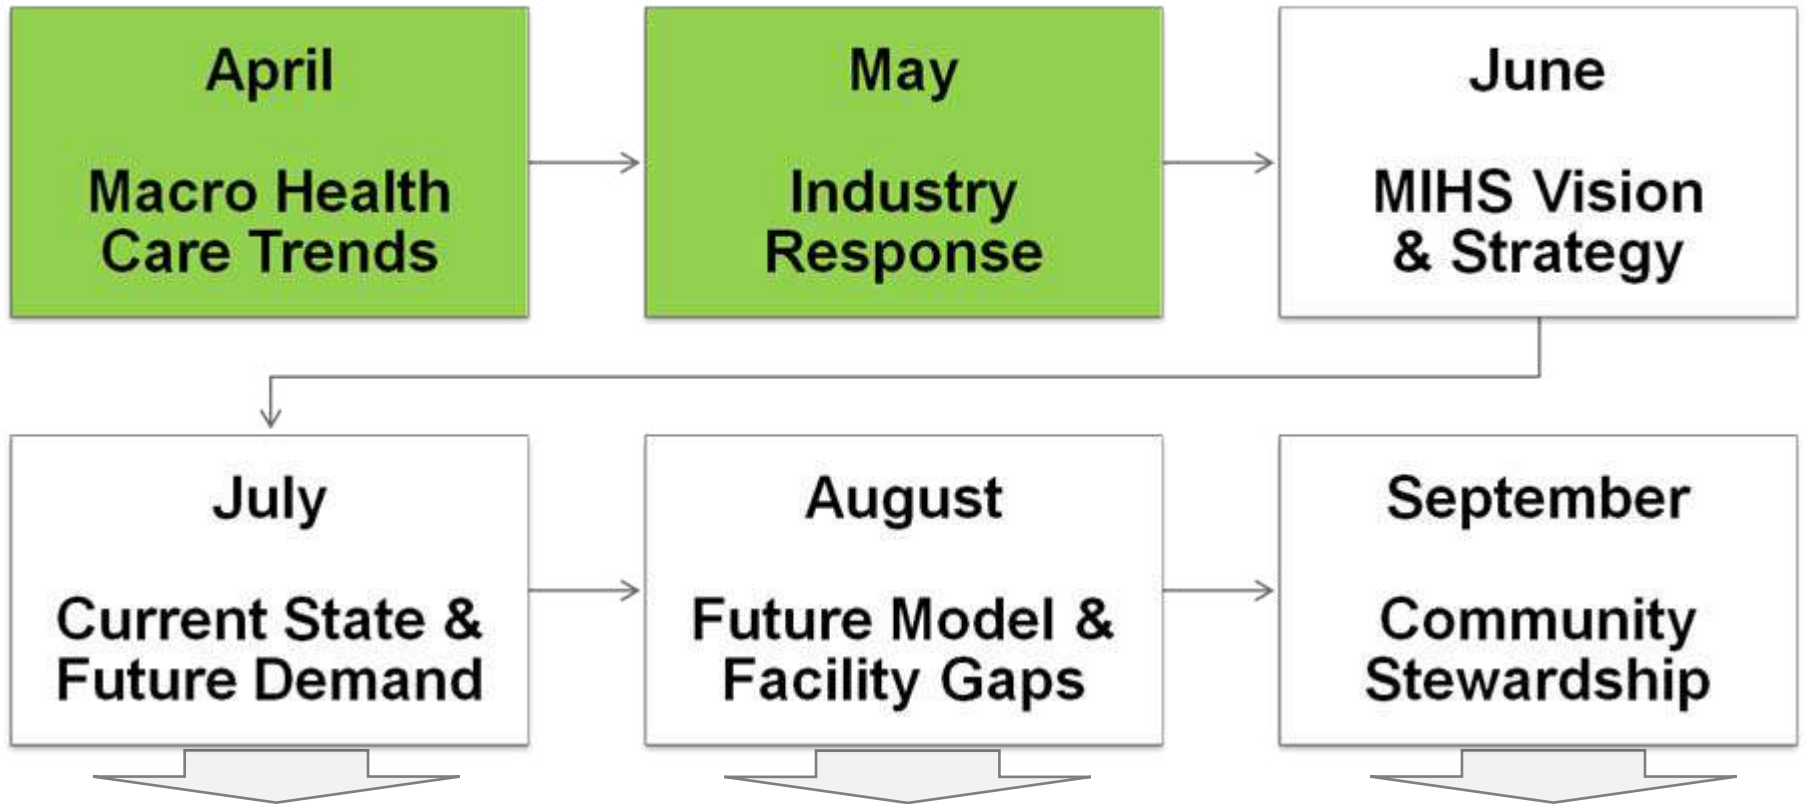 April
Macro Health
Care Trends
May
Industry
Response
June
MIHS Vision
& Strategy
July
Current State &
Future Demand
August
Future Model &
Facility Gaps
September
Community
Stewardship